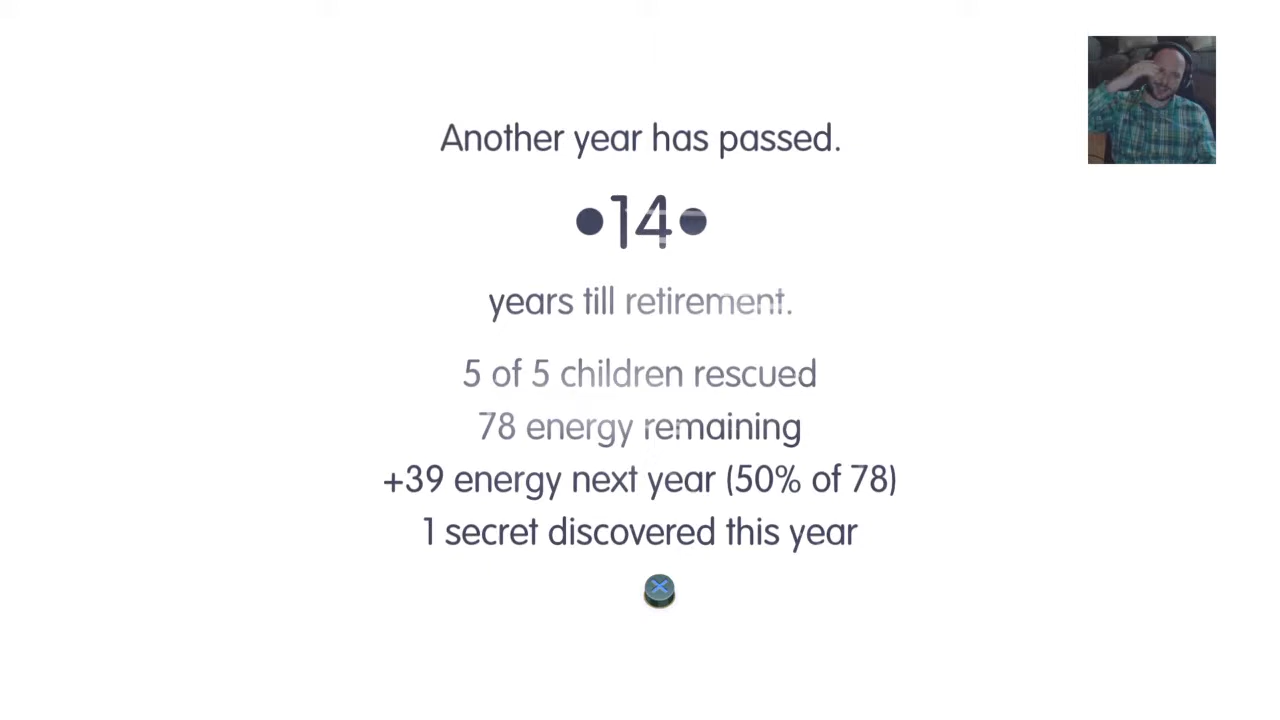 Another year has passed.
•14•
years till retirement.
5 of 5 children rescued
78 energy remaining
+39 energy next year (50% of 78)
1 secret discovered this year